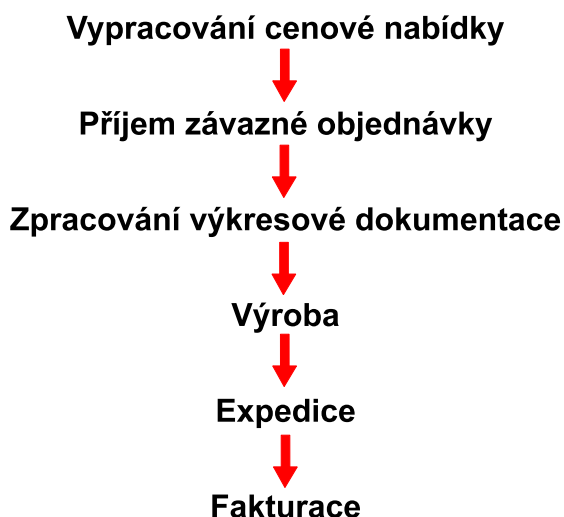 Vypracování cenové nabídky
Příjem závazné objednávky
Zpracování výkresové dokumentace
Výroba
Expedice
Fakturace